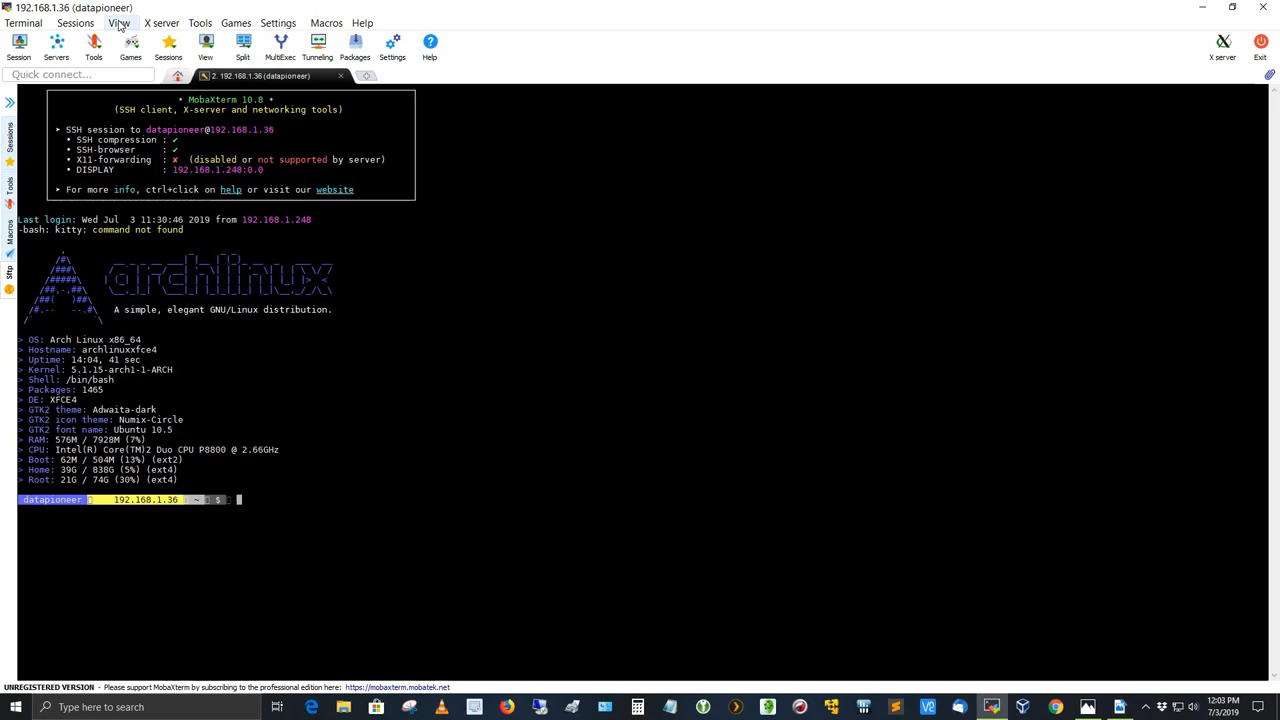 192.168.1.36 (datapioneer)
Terminal Sessions View X server Tools Games Settings Macros Help
Session Servers Tools Games Sessions View Split MultiExec Tunneling Packages Settings Help X server Exit
Quick connect... 2. 192.168.1.36 (datapioneer)
Sessions
Tools
Macros
Sftp
• MobaXterm 10.8 •
(SSH client, X-server and networking tools)
➤ SSH session to datapioneer@192.168.1.36
• SSH compression : ✔
• SSH-browser : ✔
• X11-forwarding : ✘ (disabled or not supported by server)
• DISPLAY : 192.168.1.248:0.0
➤ For more info, ctrl+click on help or visit our website
Last login: Wed Jul 3 11:30:46 2019 from 192.168.1.248
-bash: kitty: command not found
archlinux
A simple, elegant GNU/Linux distribution.
> OS: Arch Linux x86_64
> Hostname: archlinuxxfce4
> Uptime: 14:04, 41 sec
> Kernel: 5.1.15-arch1-1-ARCH
> Shell: /bin/bash
> Packages: 1465
> DE: XFCE4
> GTK2 theme: Adwaita-dark
> GTK2 icon theme: Numix-Circle
> GTK2 font name: Ubuntu 10.5
> RAM: 576M / 7928M (7%)
> CPU: Intel(R) Core(TM)2 Duo CPU P8800 @ 2.66GHz
> Boot: 62M / 504M (13%) (ext2)
> Home: 39G / 838G (5%) (ext4)
> Root: 21G / 74G (30%) (ext4)
datapioneer 192.168.1.36 ~ $
UNREGISTERED VERSION - Please support MobaXterm by subscribing to the professional edition here: https://mobaxterm.mobatek.net
Type here to search
12:03 PM
7/3/2019